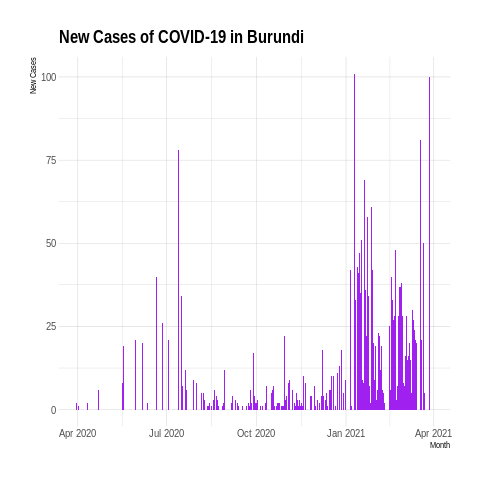 New Cases of COVID-19 in Burundi
New Cases
100
75
50
25
0
Apr 2020 Jul 2020 Oct 2020 Jan 2021 Apr 2021
Month